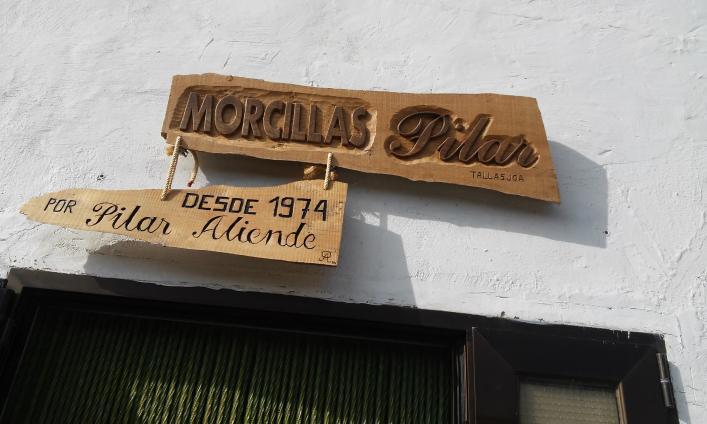 MORCILLAS Pilar
TALLASJOA
DESDE 1974
POR Pilar Aliende